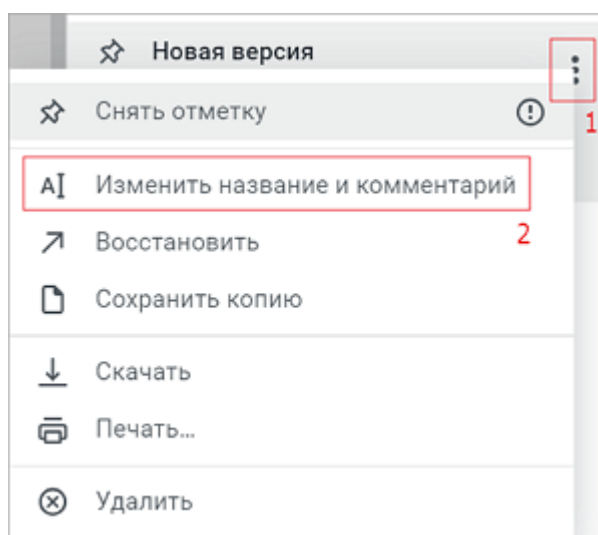 Новая версия
Снять отметку
1
Изменить название и комментарий
Восстановить
2
Сохранить копию
Скачать
Печать...
Удалить